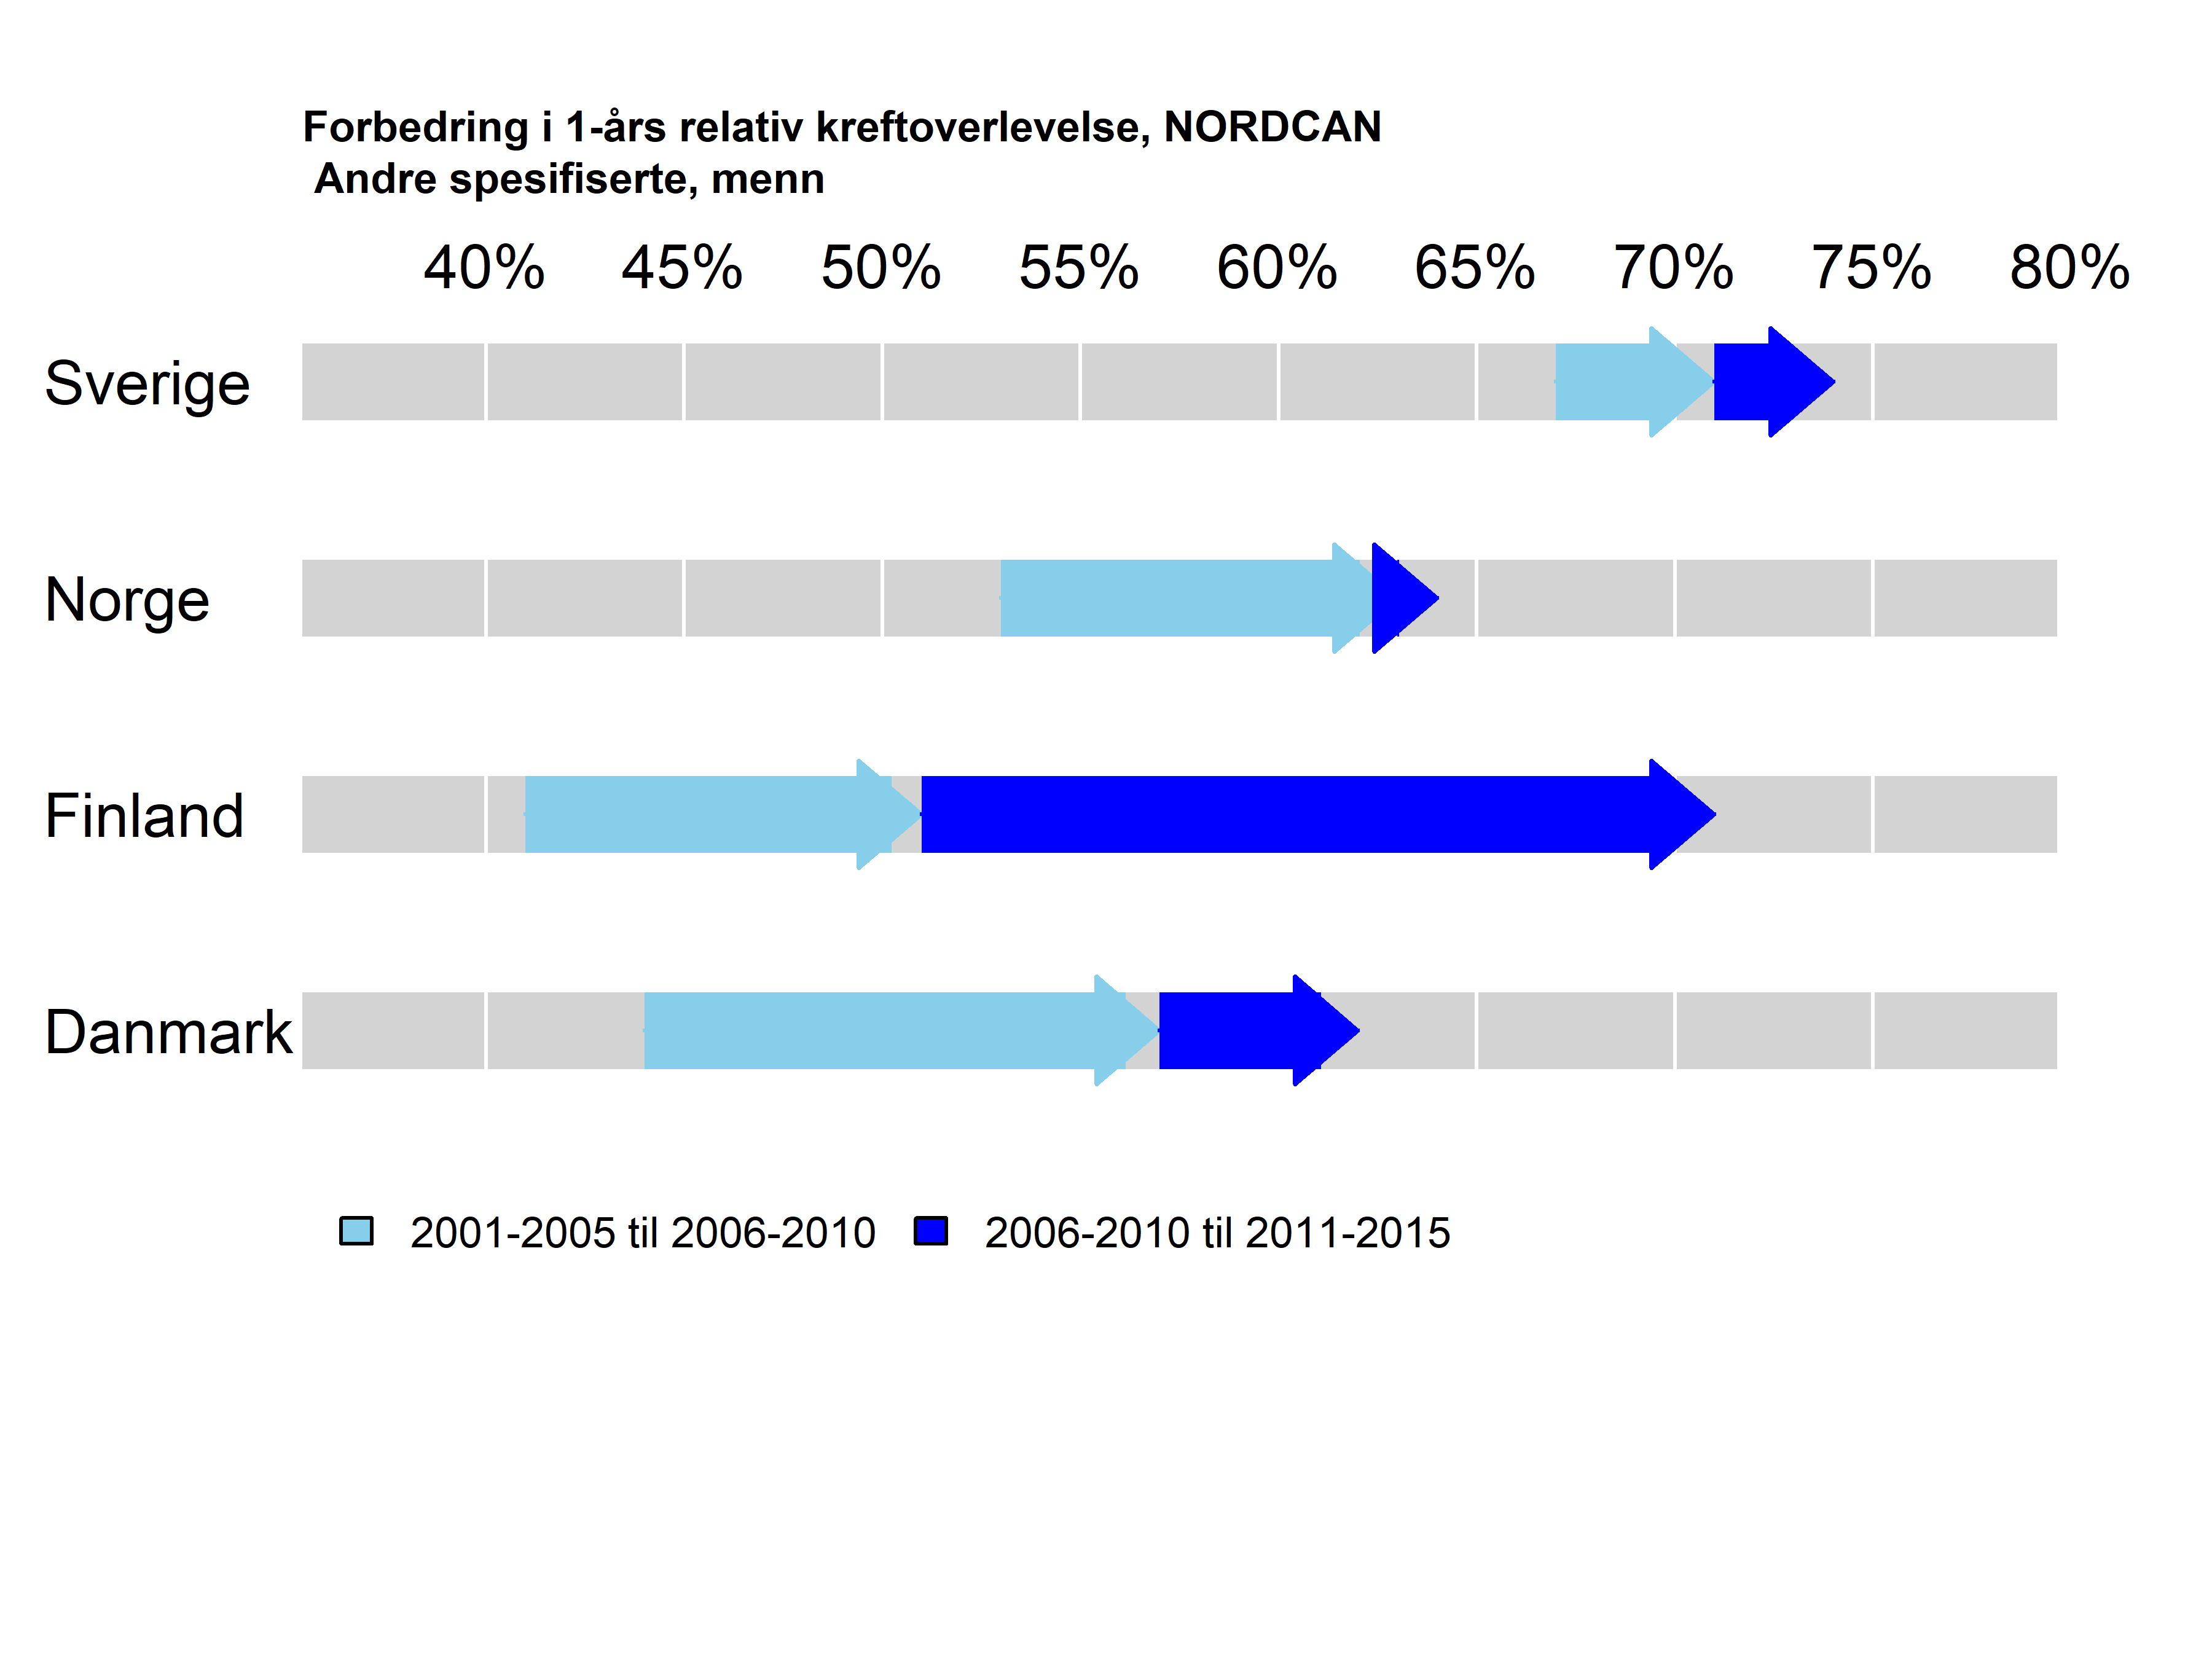 Forbedring i 1-års relativ kreftoverlevelse, NORDCAN
Andre spesifiserte, menn
40% 45% 50% 55% 60% 65% 70% 75% 80%
Sverige
Norge
Finland
Danmark
2001-2005 til 2006-2010 2006-2010 til 2011-2015